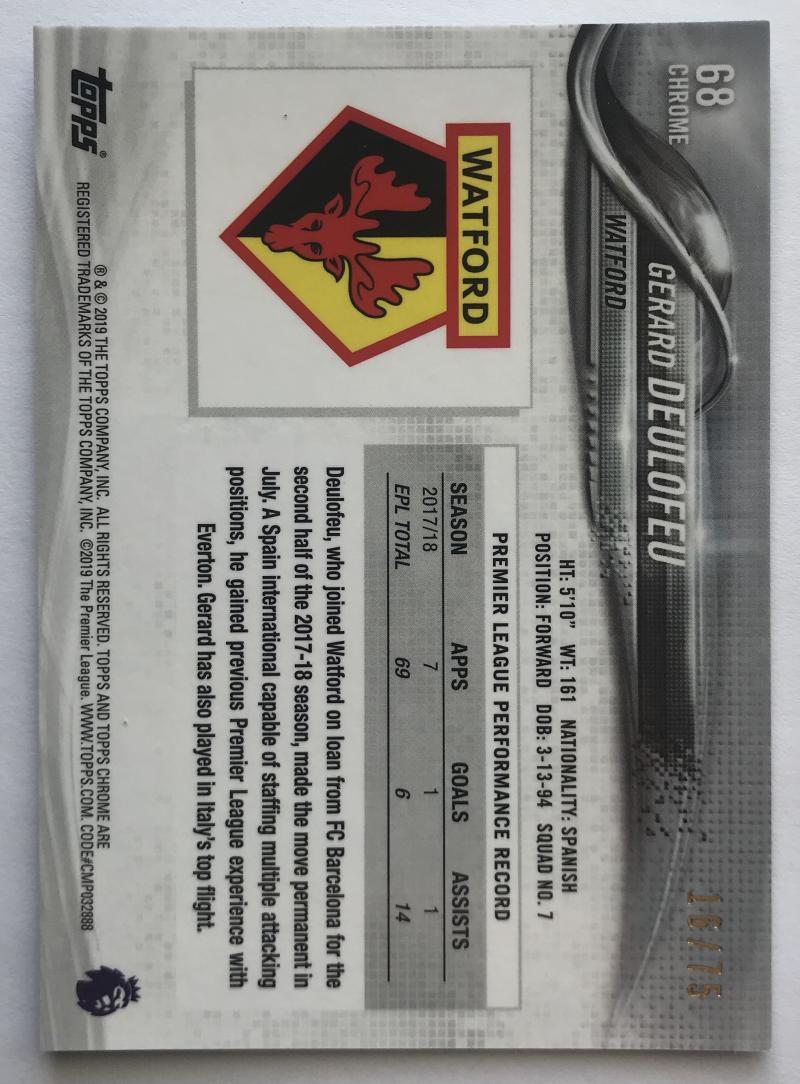 68
CHROME
GERARD DEULOFEU
WATFORD
16/75
HT: 5'10" WT: 161 NATIONALITY: SPANISH
POSITION: FORWARD DOB: 3-13-94 SQUAD NO. 7
WATFORD
PREMIER LEAGUE PERFORMANCE RECORD
SEASON APPS GOALS ASSISTS
2017/18 7 1 1
EPL TOTAL 69 6 14
Deulofeu, who joined Watford on loan from FC Barcelona for the
second half of the 2017-18 season, made the move permanent in
July. A Spain international capable of staffing multiple attacking
positions, he gained previous Premier League experience with
Everton. Gerard has also played in Italy's top flight.
topps®
® & © 2019 THE TOPPS COMPANY, INC. ALL RIGHTS RESERVED. TOPPS AND TOPPS CHROME ARE
REGISTERED TRADEMARKS OF THE TOPPS COMPANY, INC. ©2019 The Premier League. WWW.TOPPS.COM. CODE#CMP032888